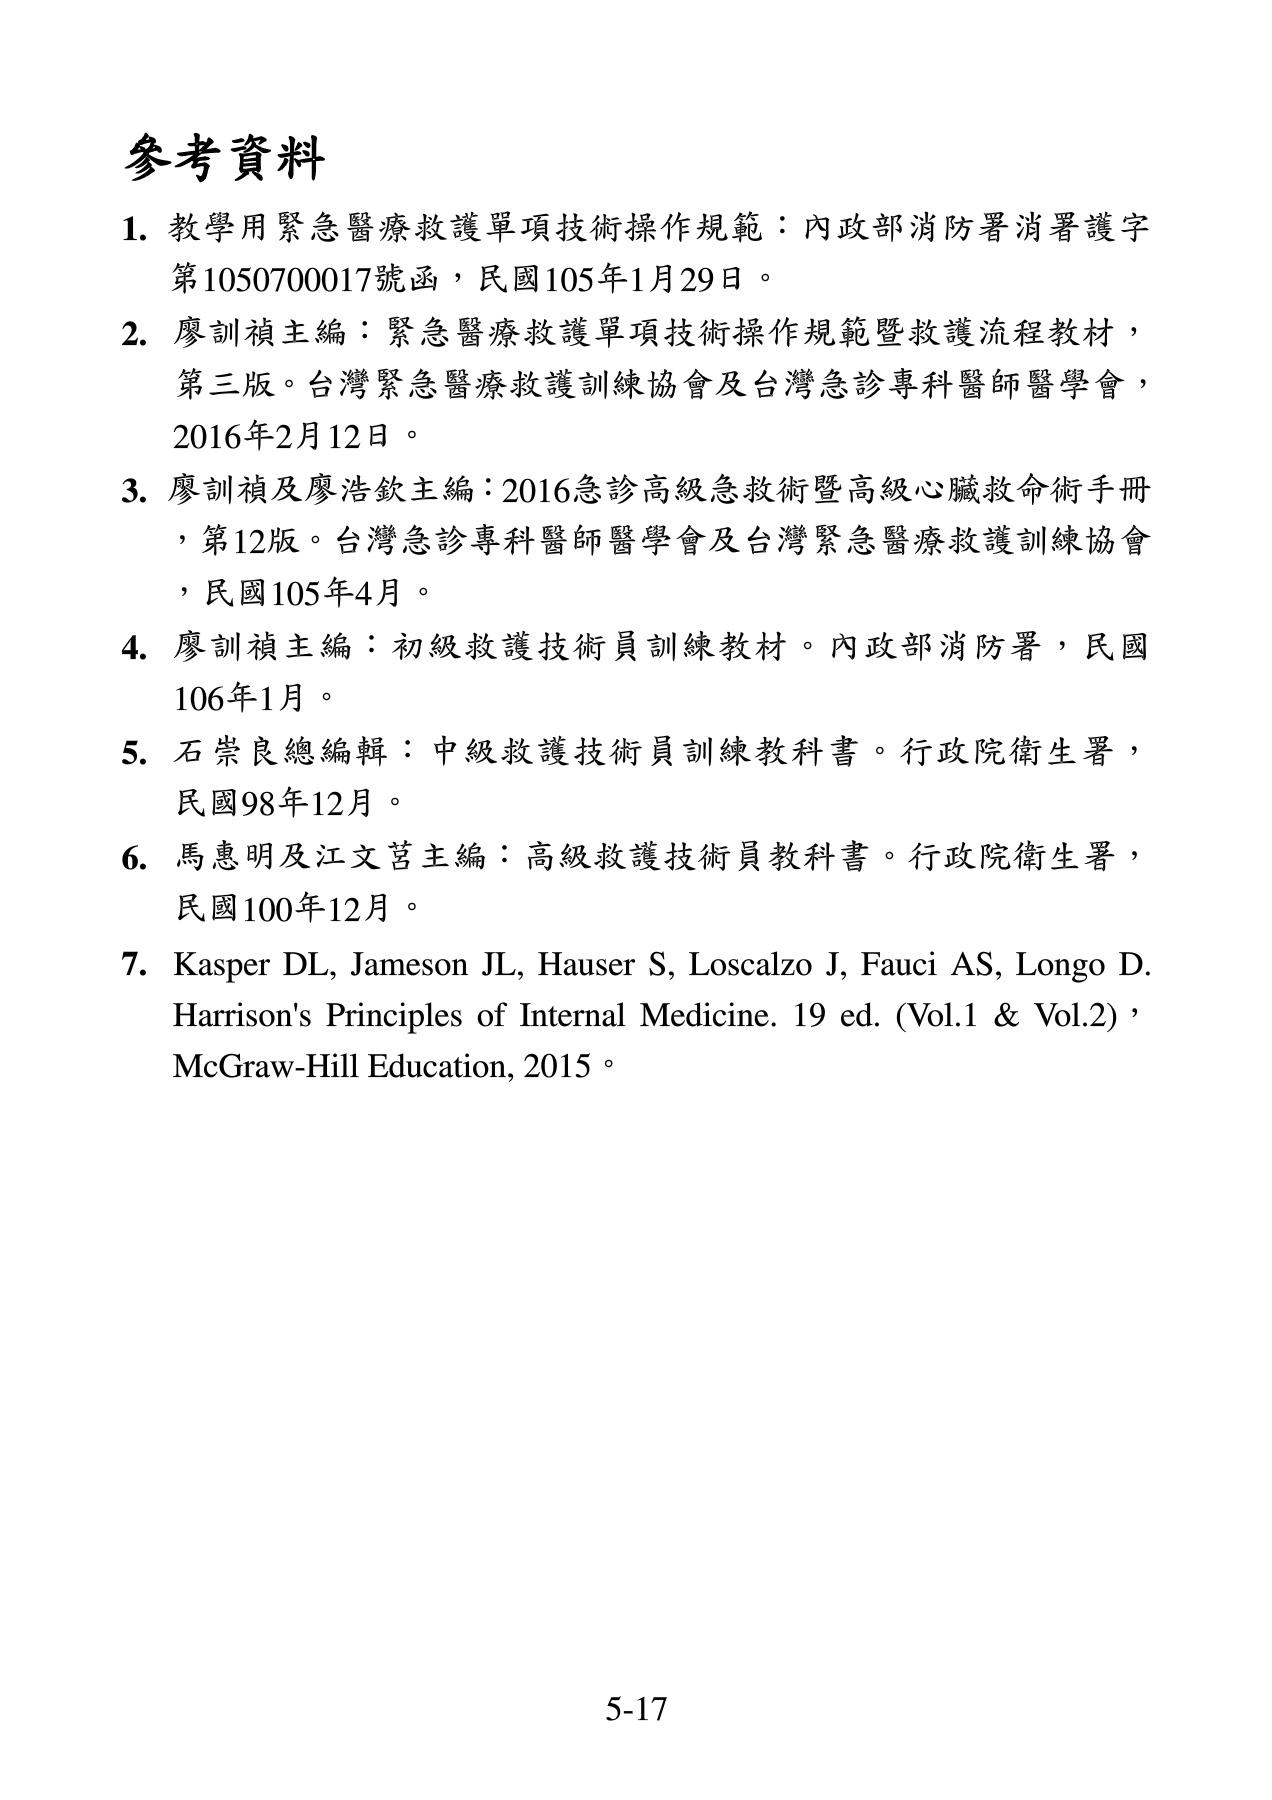 參考資料
1. 教學用緊急醫療救護單項技術操作規範：內政部消防署消署護字
第1050700017號函，民國105年1月29日。
2. 廖訓禎主編：緊急醫療救護單項技術操作規範暨救護流程教材，
第三版。台灣緊急醫療救護訓練協會及台灣急診專科醫師醫學會，
2016年2月12日。
3. 廖訓禎及廖浩欽主編：2016急診高級急救術暨高級心臟救命術手冊
，第12版。台灣急診專科醫師醫學會及台灣緊急醫療救護訓練協會
，民國105年4月。
4. 廖訓禎主編：初級救護技術員訓練教材。內政部消防署，民國
106年1月。
5. 石崇良總編輯：中級救護技術員訓練教科書。行政院衛生署，
民國98年12月。
6. 馬惠明及江文莒主編：高級救護技術員教科書。行政院衛生署，
民國100年12月。
7. Kasper DL, Jameson JL, Hauser S, Loscalzo J, Fauci AS, Longo D.
Harrison's Principles of Internal Medicine. 19 ed. (Vol.1 & Vol.2)，
McGraw-Hill Education, 2015。
5-17